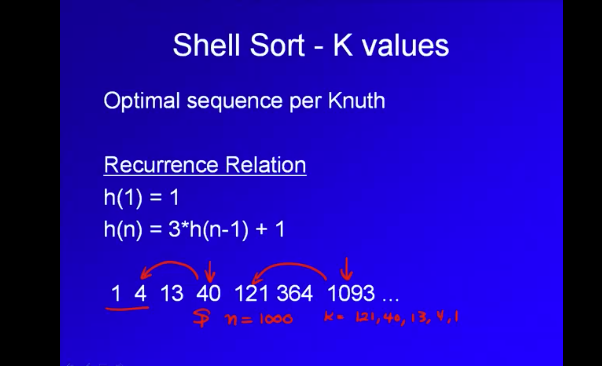 Shell Sort - K values
Optimal sequence per Knuth
Recurrence Relation
h(1) = 1
h(n) = 3*h(n-1) + 1
1 4 13 40 121 364 1093 ...
n = 1000 k = 121, 40, 13, 4, 1